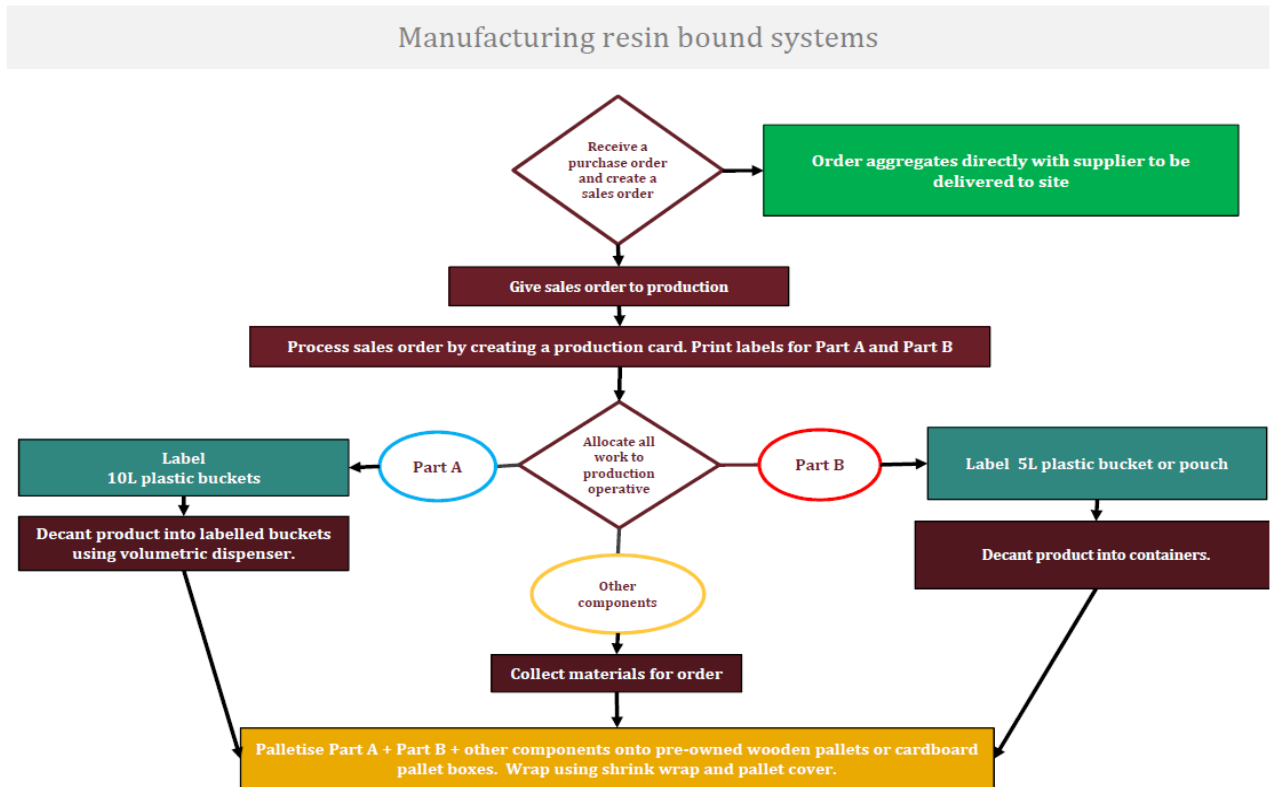 Manufacturing resin bound systems
Receive a
purchase order
and create a
sales order
Order aggregates directly with supplier to be
delivered to site
Give sales order to production
Process sales order by creating a production card. Print labels for Part A and Part B
Allocate all
work to
production
operative
Part A
Part B
Label
10L plastic buckets
Label 5L plastic bucket or pouch
Decant product into labelled buckets
using volumetric dispenser.
Decant product into containers.
Other
components
Collect materials for order
Palletise Part A + Part B + other components onto pre-owned wooden pallets or cardboard
pallet boxes. Wrap using shrink wrap and pallet cover.